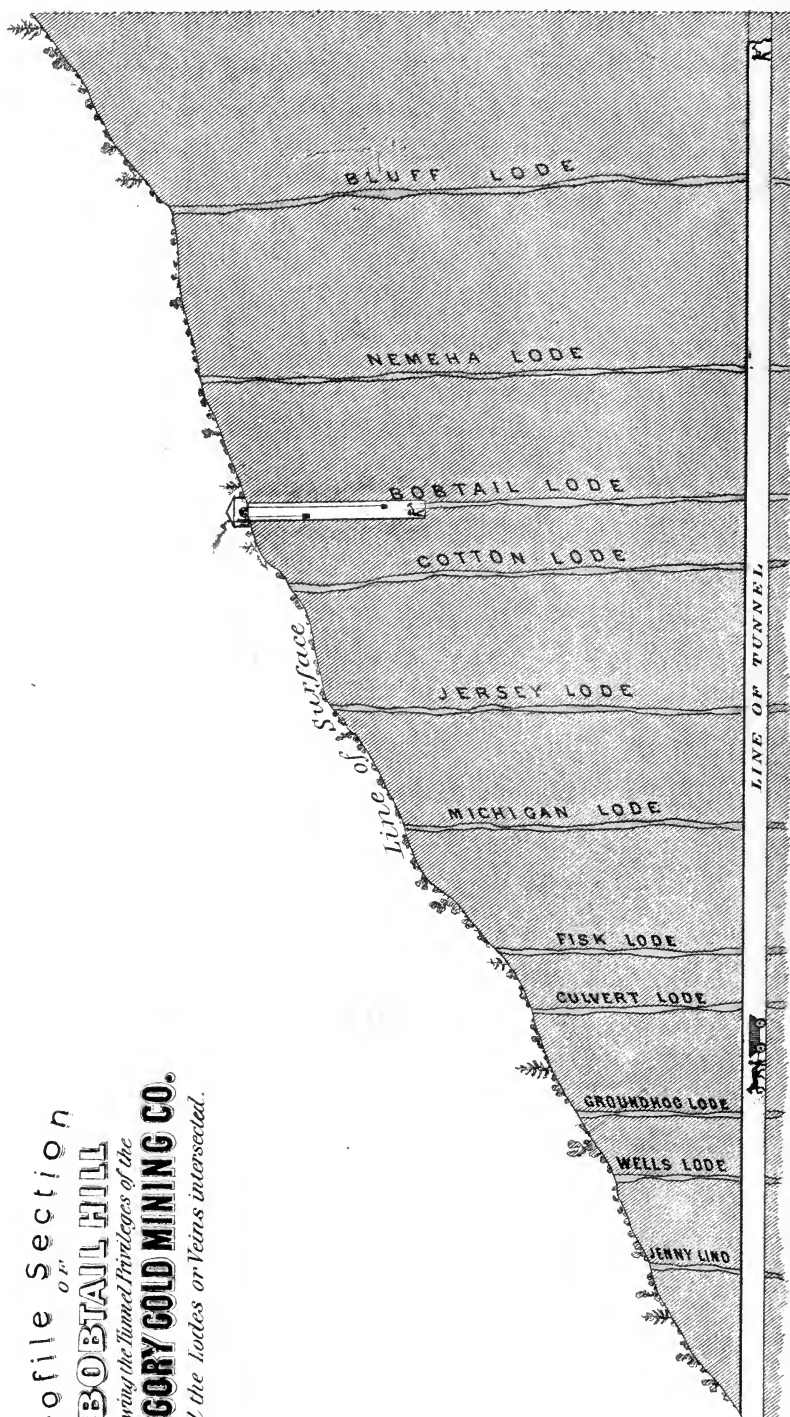 ofile Section
OF
BOBTAIL HILL
wing the Tunnel Privileges of the
GORY GOLD MINING CO.
the Lodes or Veins intersected.
Line of Surface
BLUFF LODE
NEMEHA LODE
BOBTAIL LODE
COTTON LODE
JERSEY LODE
MICHIGAN LODE
FISK LODE
CULVERT LODE
GROUNDHOG LODE
WELLS LODE
JENNY LIND
LINE OF TUNNEL